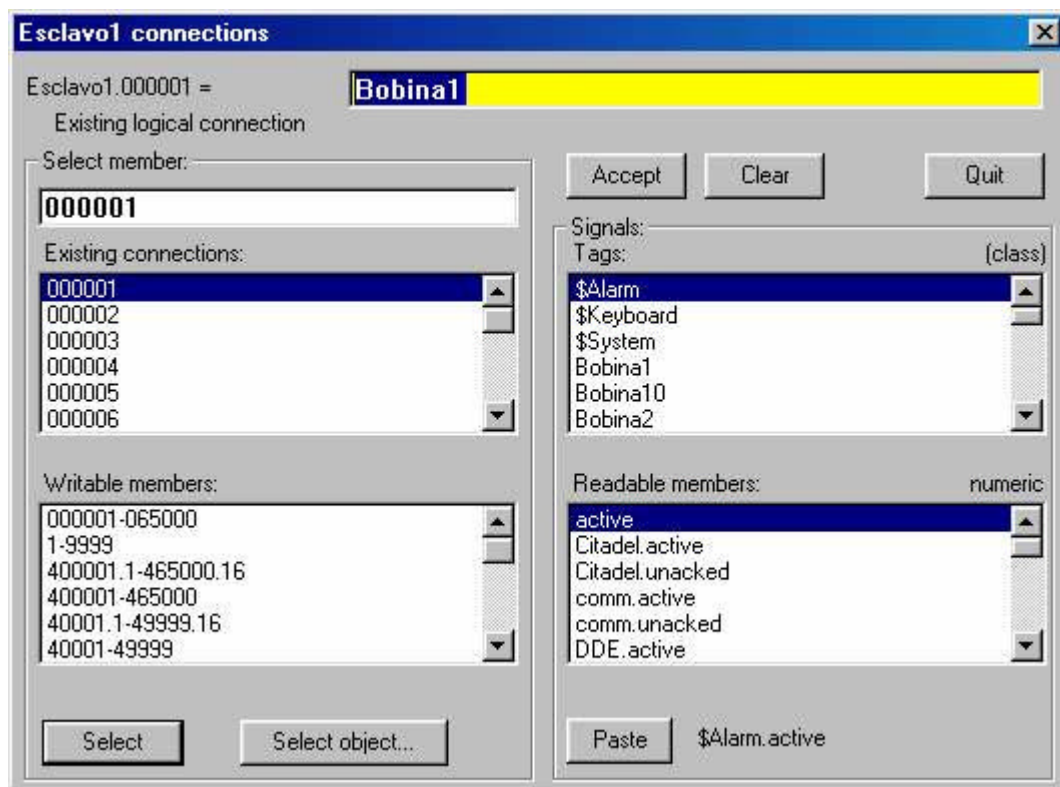 Esclavo1 connections
Esclavo1.000001 =
Bobina1
Existing logical connection
Select member:
000001
Existing connections:
000001
000002
000003
000004
000005
000006
Writable members:
000001-065000
1-9999
400001.1-465000.16
400001-465000
40001.1-49999.16
40001-49999
Select
Select object...
Accept
Clear
Quit
Signals:
Tags: (class)
$Alarm
$Keyboard
$System
Bobina1
Bobina10
Bobina2
Readable members: numeric
active
Citadel.active
Citadel.unacked
comm.active
comm.unacked
DDE.active
Paste
$Alarm.active